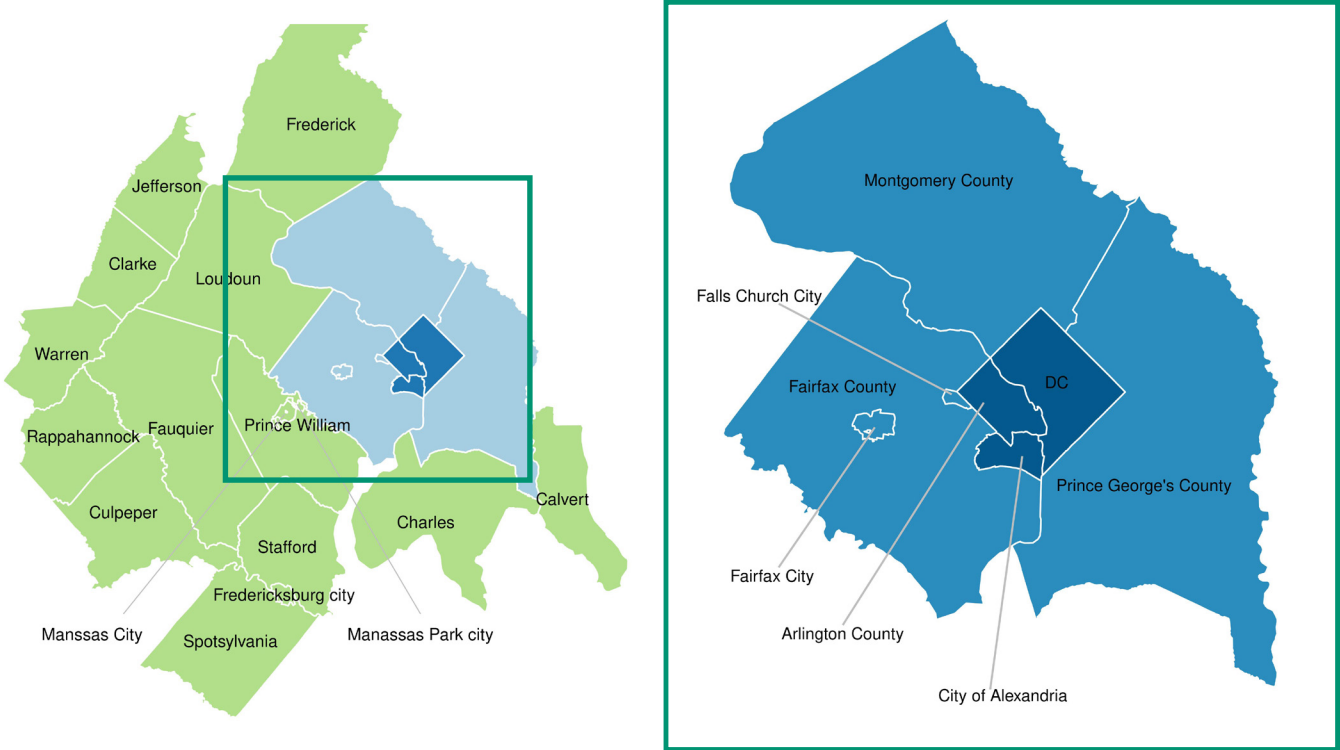 Frederick
Jefferson
Clarke
Loudoun
Warren
Rappahannock
Fauquier
Prince William
Culpeper
Calvert
Charles
Stafford
Fredericksburg city
Manssas City
Manassas Park city
Spotsylvania
Montgomery County
Falls Church City
DC
Fairfax County
Prince George's County
Fairfax City
Arlington County
City of Alexandria